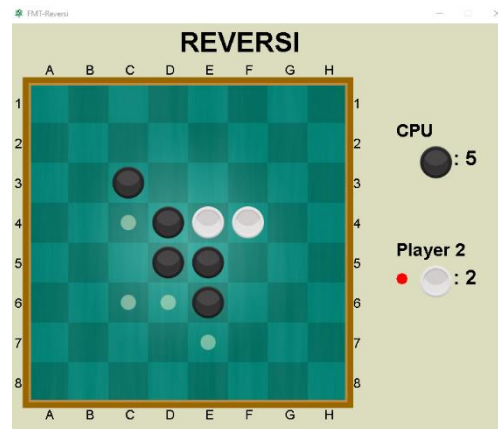 FMT-Reversi
REVERSI
A B C D E F G H
1 1
2 2
CPU
: 5
3 3
4 4
5 5
Player 2
: 2
6 6
7 7
8 8
A B C D E F G H